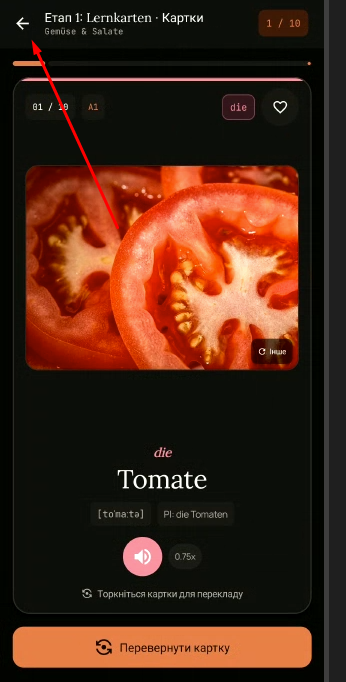 Етап 1: Lernkarten · Картки
Gemüse & Salate
1 / 10
01 / 10
A1
die
Інше
die
Tomate
[toˈmaːtə]
Pl: die Tomaten
0.75x
Торкніться картки для перекладу
Перевернути картку